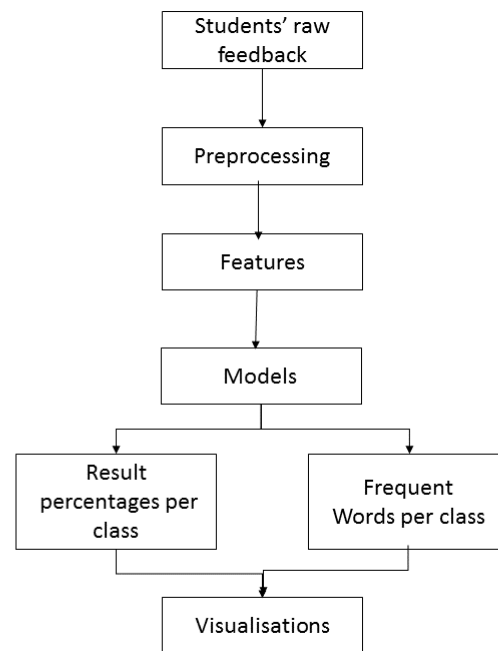 Students’ raw
feedback
Preprocessing
Features
Models
Result
percentages per
class
Frequent
Words per class
Visualisations